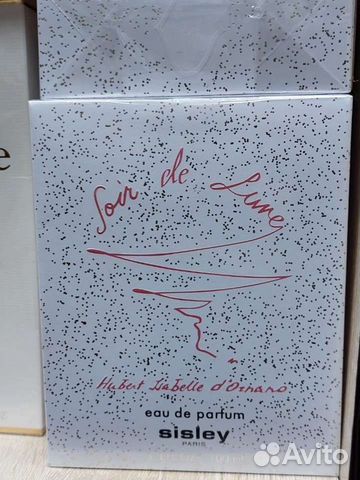 Soir de Lune
Hubert Isabelle d'Ornano
eau de parfum
sisley
PARIS
e
Avito